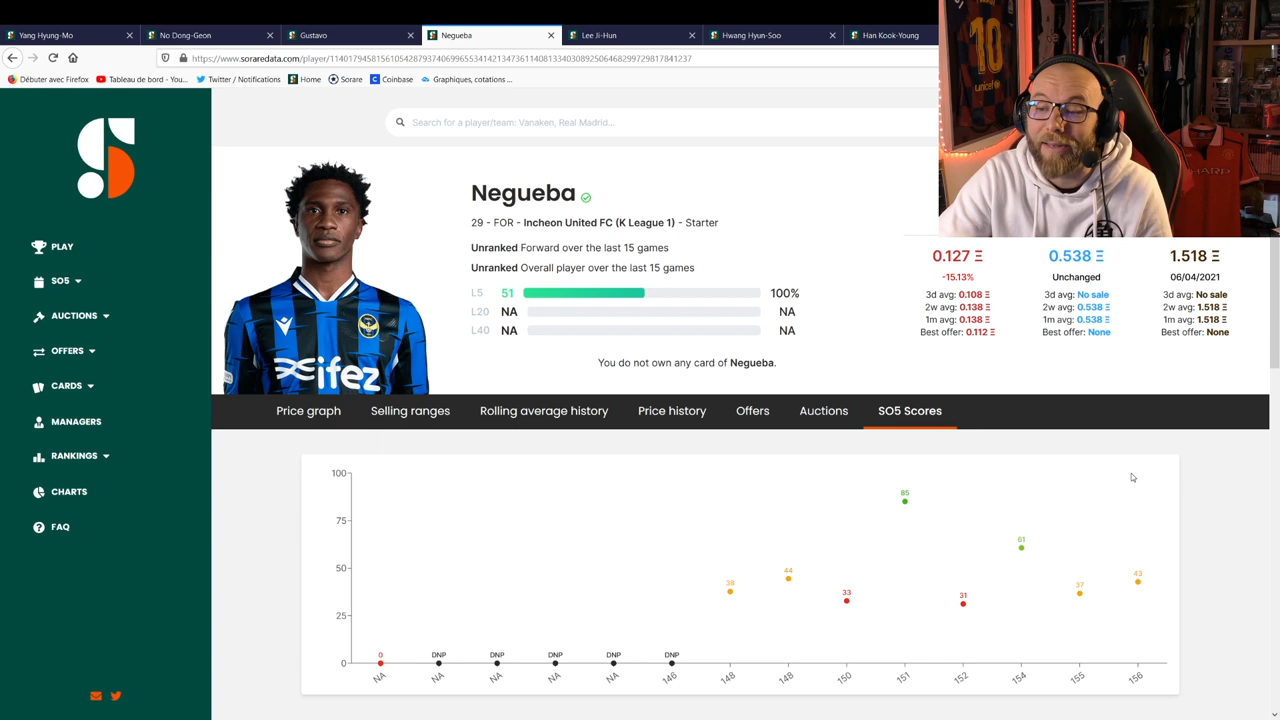 Yang Hyung-Mo
No Dong-Geon
Gustavo
Negueba
Lee Ji-Hun
Hwang Hyun-Soo
Han Kook-Young
Débuter avec Firefox
Tableau de bord - You...
Twitter / Notifications
Home
Sorare
Coinbase
Graphiques, cotations ...
Search for a player/team: Vanaken, Real Madrid...
PLAY
SO5
AUCTIONS
OFFERS
CARDS
MANAGERS
RANKINGS
CHARTS
FAQ
ifez
10
unicef
SHARP
Negueba
29 - FOR - Incheon United FC (K League 1) - Starter
Unranked Forward over the last 15 games
Unranked Overall player over the last 15 games
L5 51 100%
L20 NA NA
L40 NA NA
You do not own any card of Negueba.
0.127 Ξ
-15.13%
3d avg: 0.108 Ξ
2w avg: 0.138 Ξ
1m avg: 0.138 Ξ
Best offer: 0.112 Ξ
0.538 Ξ
Unchanged
3d avg: No sale
2w avg: 0.538 Ξ
1m avg: 0.538 Ξ
Best offer: None
1.518 Ξ
06/04/2021
3d avg: No sale
2w avg: 1.518 Ξ
1m avg: 1.518 Ξ
Best offer: None
Price graph
Selling ranges
Rolling average history
Price history
Offers
Auctions
SO5 Scores
100
75
50
25
0
0 DNP DNP DNP DNP DNP 38 44 33 85 31 61 37 43
NA NA NA NA NA 146 148 148 150 151 152 154 155 156